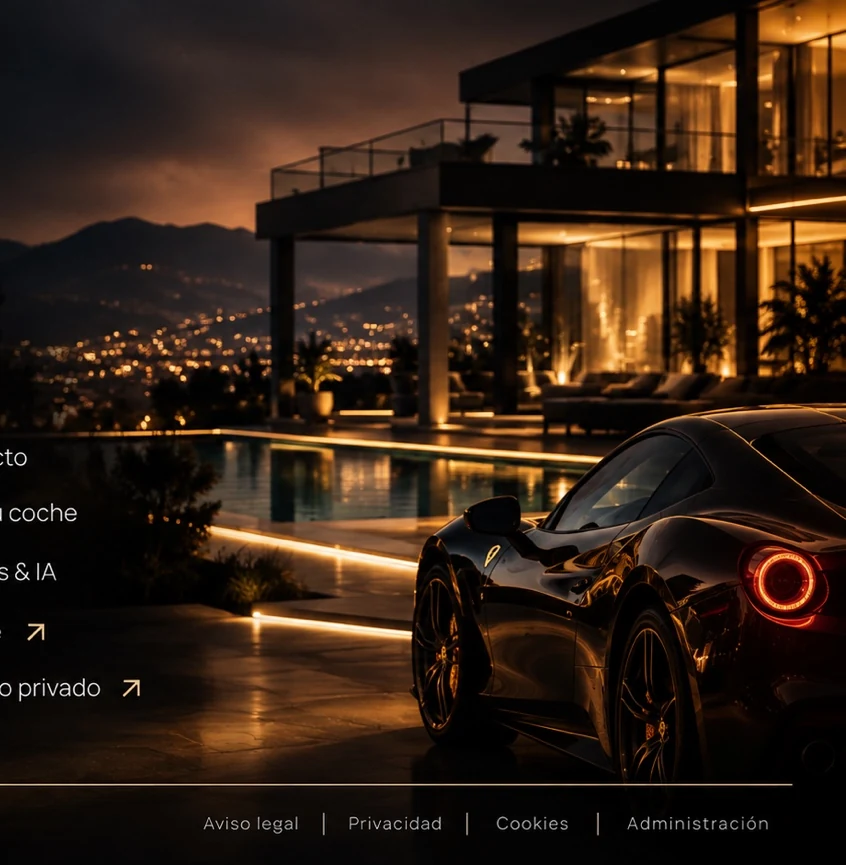 cto
coche
s & IA
o privado
Aviso legal | Privacidad | Cookies | Administración